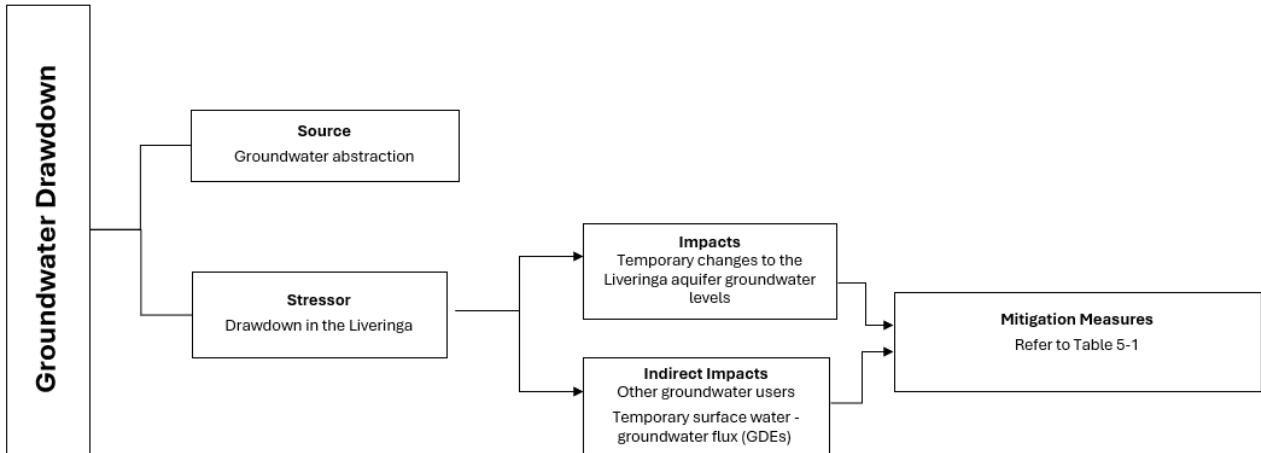 Groundwater Drawdown
Source
Groundwater abstraction
Stressor
Drawdown in the Liveringa
Impacts
Temporary changes to the
Liveringa aquifer groundwater
levels
Indirect Impacts
Other groundwater users
Temporary surface water -
groundwater flux (GDEs)
Mitigation Measures
Refer to Table 5-1